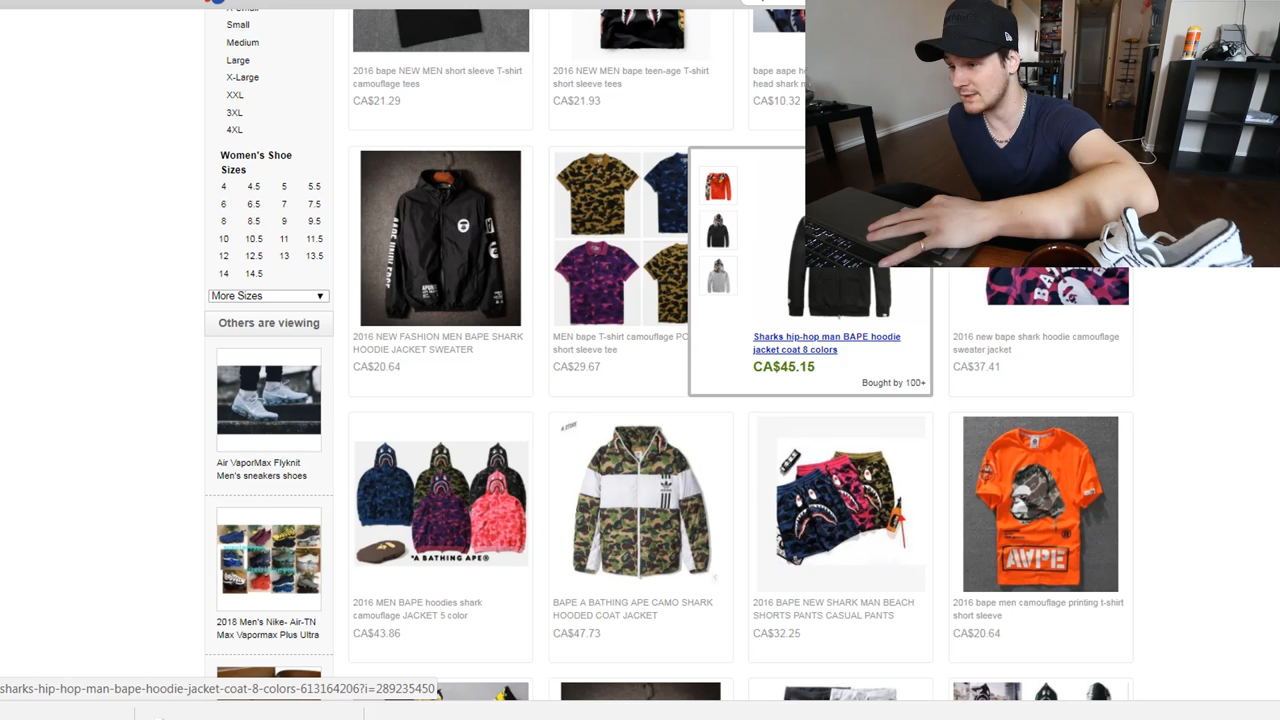 Small
Medium
Large
X-Large
XXL
3XL
4XL
Women's Shoe
Sizes
4 4.5 5 5.5
6 6.5 7 7.5
8 8.5 9 9.5
10 10.5 11 11.5
12 12.5 13 13.5
14 14.5
More Sizes ▼
Others are viewing
Air VaporMax Flyknit
Men's sneakers shoes
2018 Men's Nike- Air-TN
Max Vapormax Plus Ultra
2016 bape NEW MEN short sleeve T-shirt
camouflage tees
CA$21.29
2016 NEW MEN bape teen-age T-shirt
short sleeve tees
CA$21.93
bape aape
head shark
CA$10.32
2016 NEW FASHION MEN BAPE SHARK
HOODIE JACKET SWEATER
CA$20.64
MEN bape T-shirt camouflage
short sleeve tee
CA$29.67
Sharks hip-hop man BAPE hoodie
jacket coat 8 colors
CA$45.15
Bought by 100+
2016 new bape shark hoodie camouflage
sweater jacket
CA$37.41
"A BATHING APE®
2016 MEN BAPE hoodies shark
camouflage JACKET 5 color
CA$43.86
BAPE A BATHING APE CAMO SHARK
HOODED COAT JACKET
CA$47.73
2016 BAPE NEW SHARK MAN BEACH
SHORTS PANTS CASUAL PANTS
CA$32.25
AAPE
2016 bape men camouflage printing t-shirt
short sleeve
CA$20.64
sharks-hip-hop-man-bape-hoodie-jacket-coat-8-colors-613164206?i=289235450